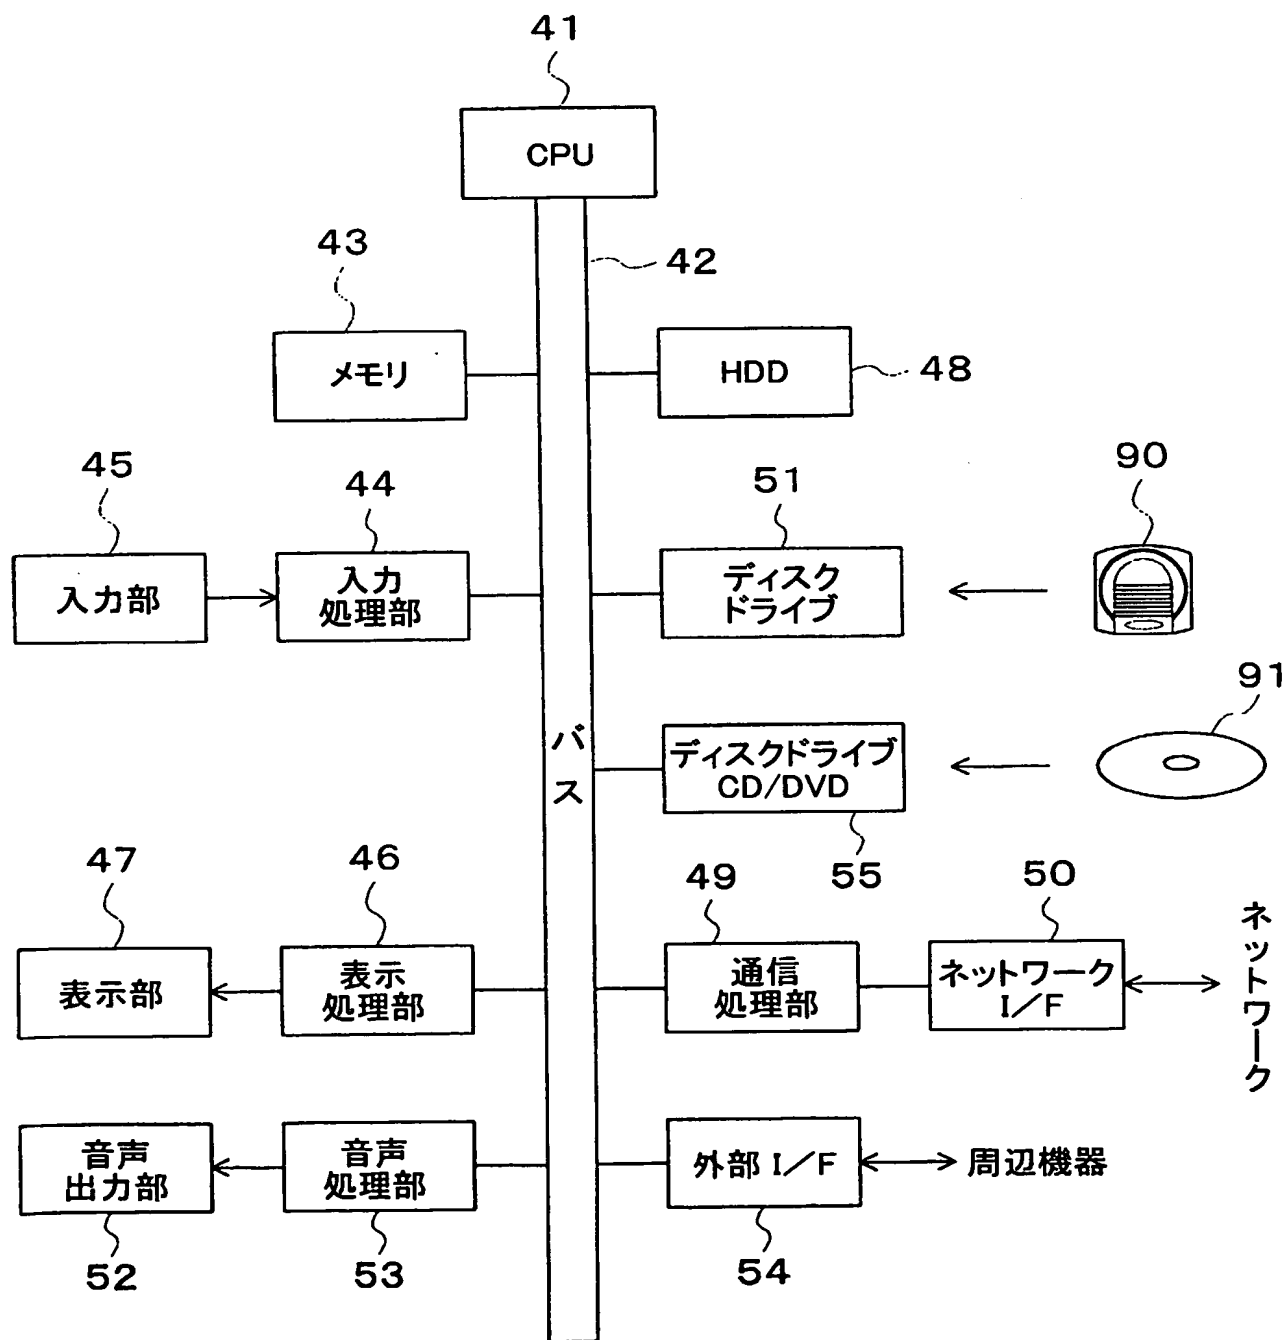 41
CPU
43
42
メモリ
HDD
48
45
44
51
90
入力部
入力
処理部
ディスク
ドライブ
91
バス
ディスクドライブ
CD/DVD
55
47
46
49
50
表示部
表示
処理部
通信
処理部
ネットワーク
I/F
ネットワーク
音声
出力部
音声
処理部
外部 I/F
周辺機器
52
53
54